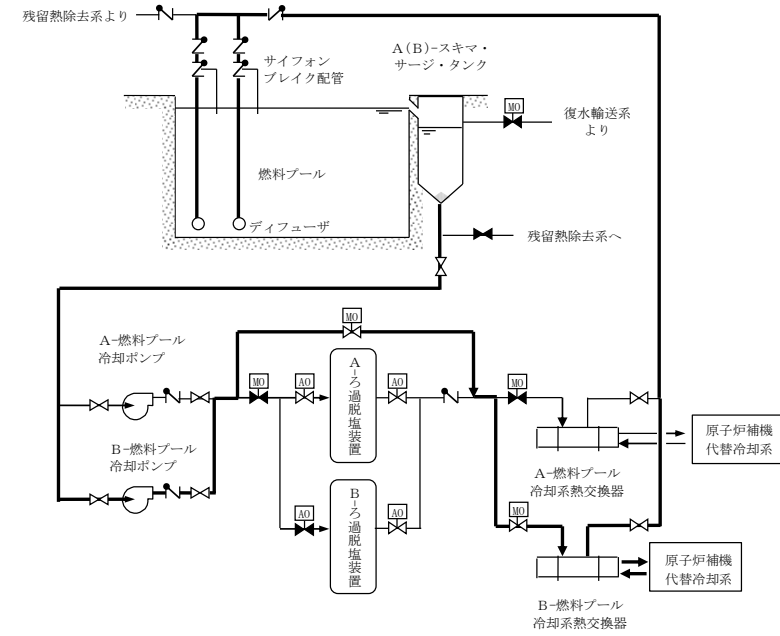 残留熱除去系より
サイフォン
ブレイク配管
A(B)-スキマ・
サージ・タンク
MO
復水輸送系
より
燃料プール
ディフューザ
残留熱除去系へ
MO
A-燃料プール
冷却ポンプ
MO
AO
A-ろ過脱塩装置
AO
MO
原子炉補機
代替冷却系
B-燃料プール
冷却ポンプ
A-燃料プール
冷却系熱交換器
AO
B-ろ過脱塩装置
AO
MO
原子炉補機
代替冷却系
B-燃料プール
冷却系熱交換器